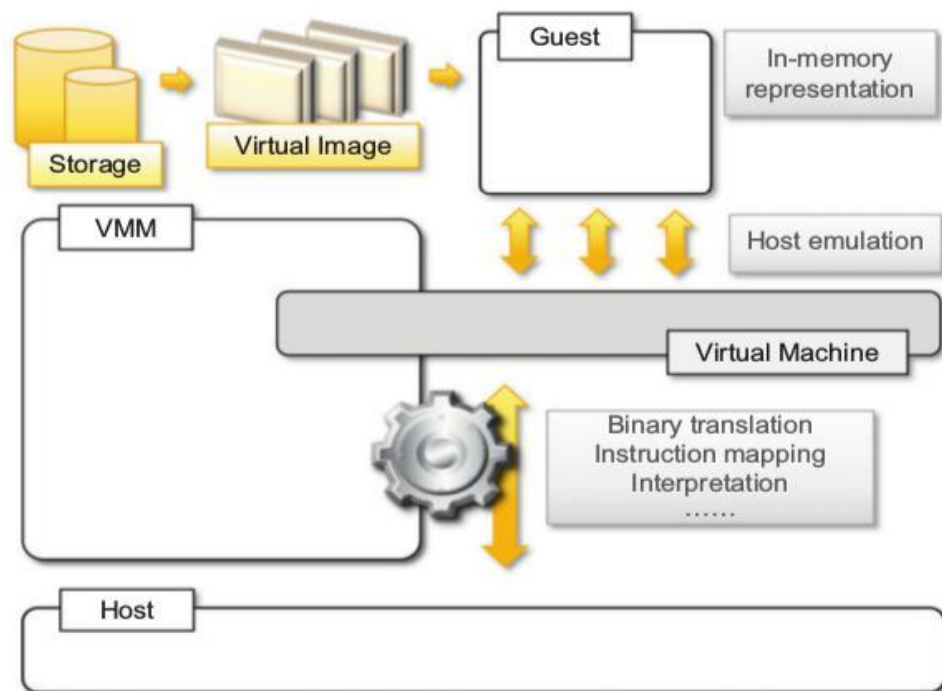 Guest
In-memory
representation
Storage
Virtual Image
VMM
Host emulation
Virtual Machine
Binary translation
Instruction mapping
Interpretation
......
Host